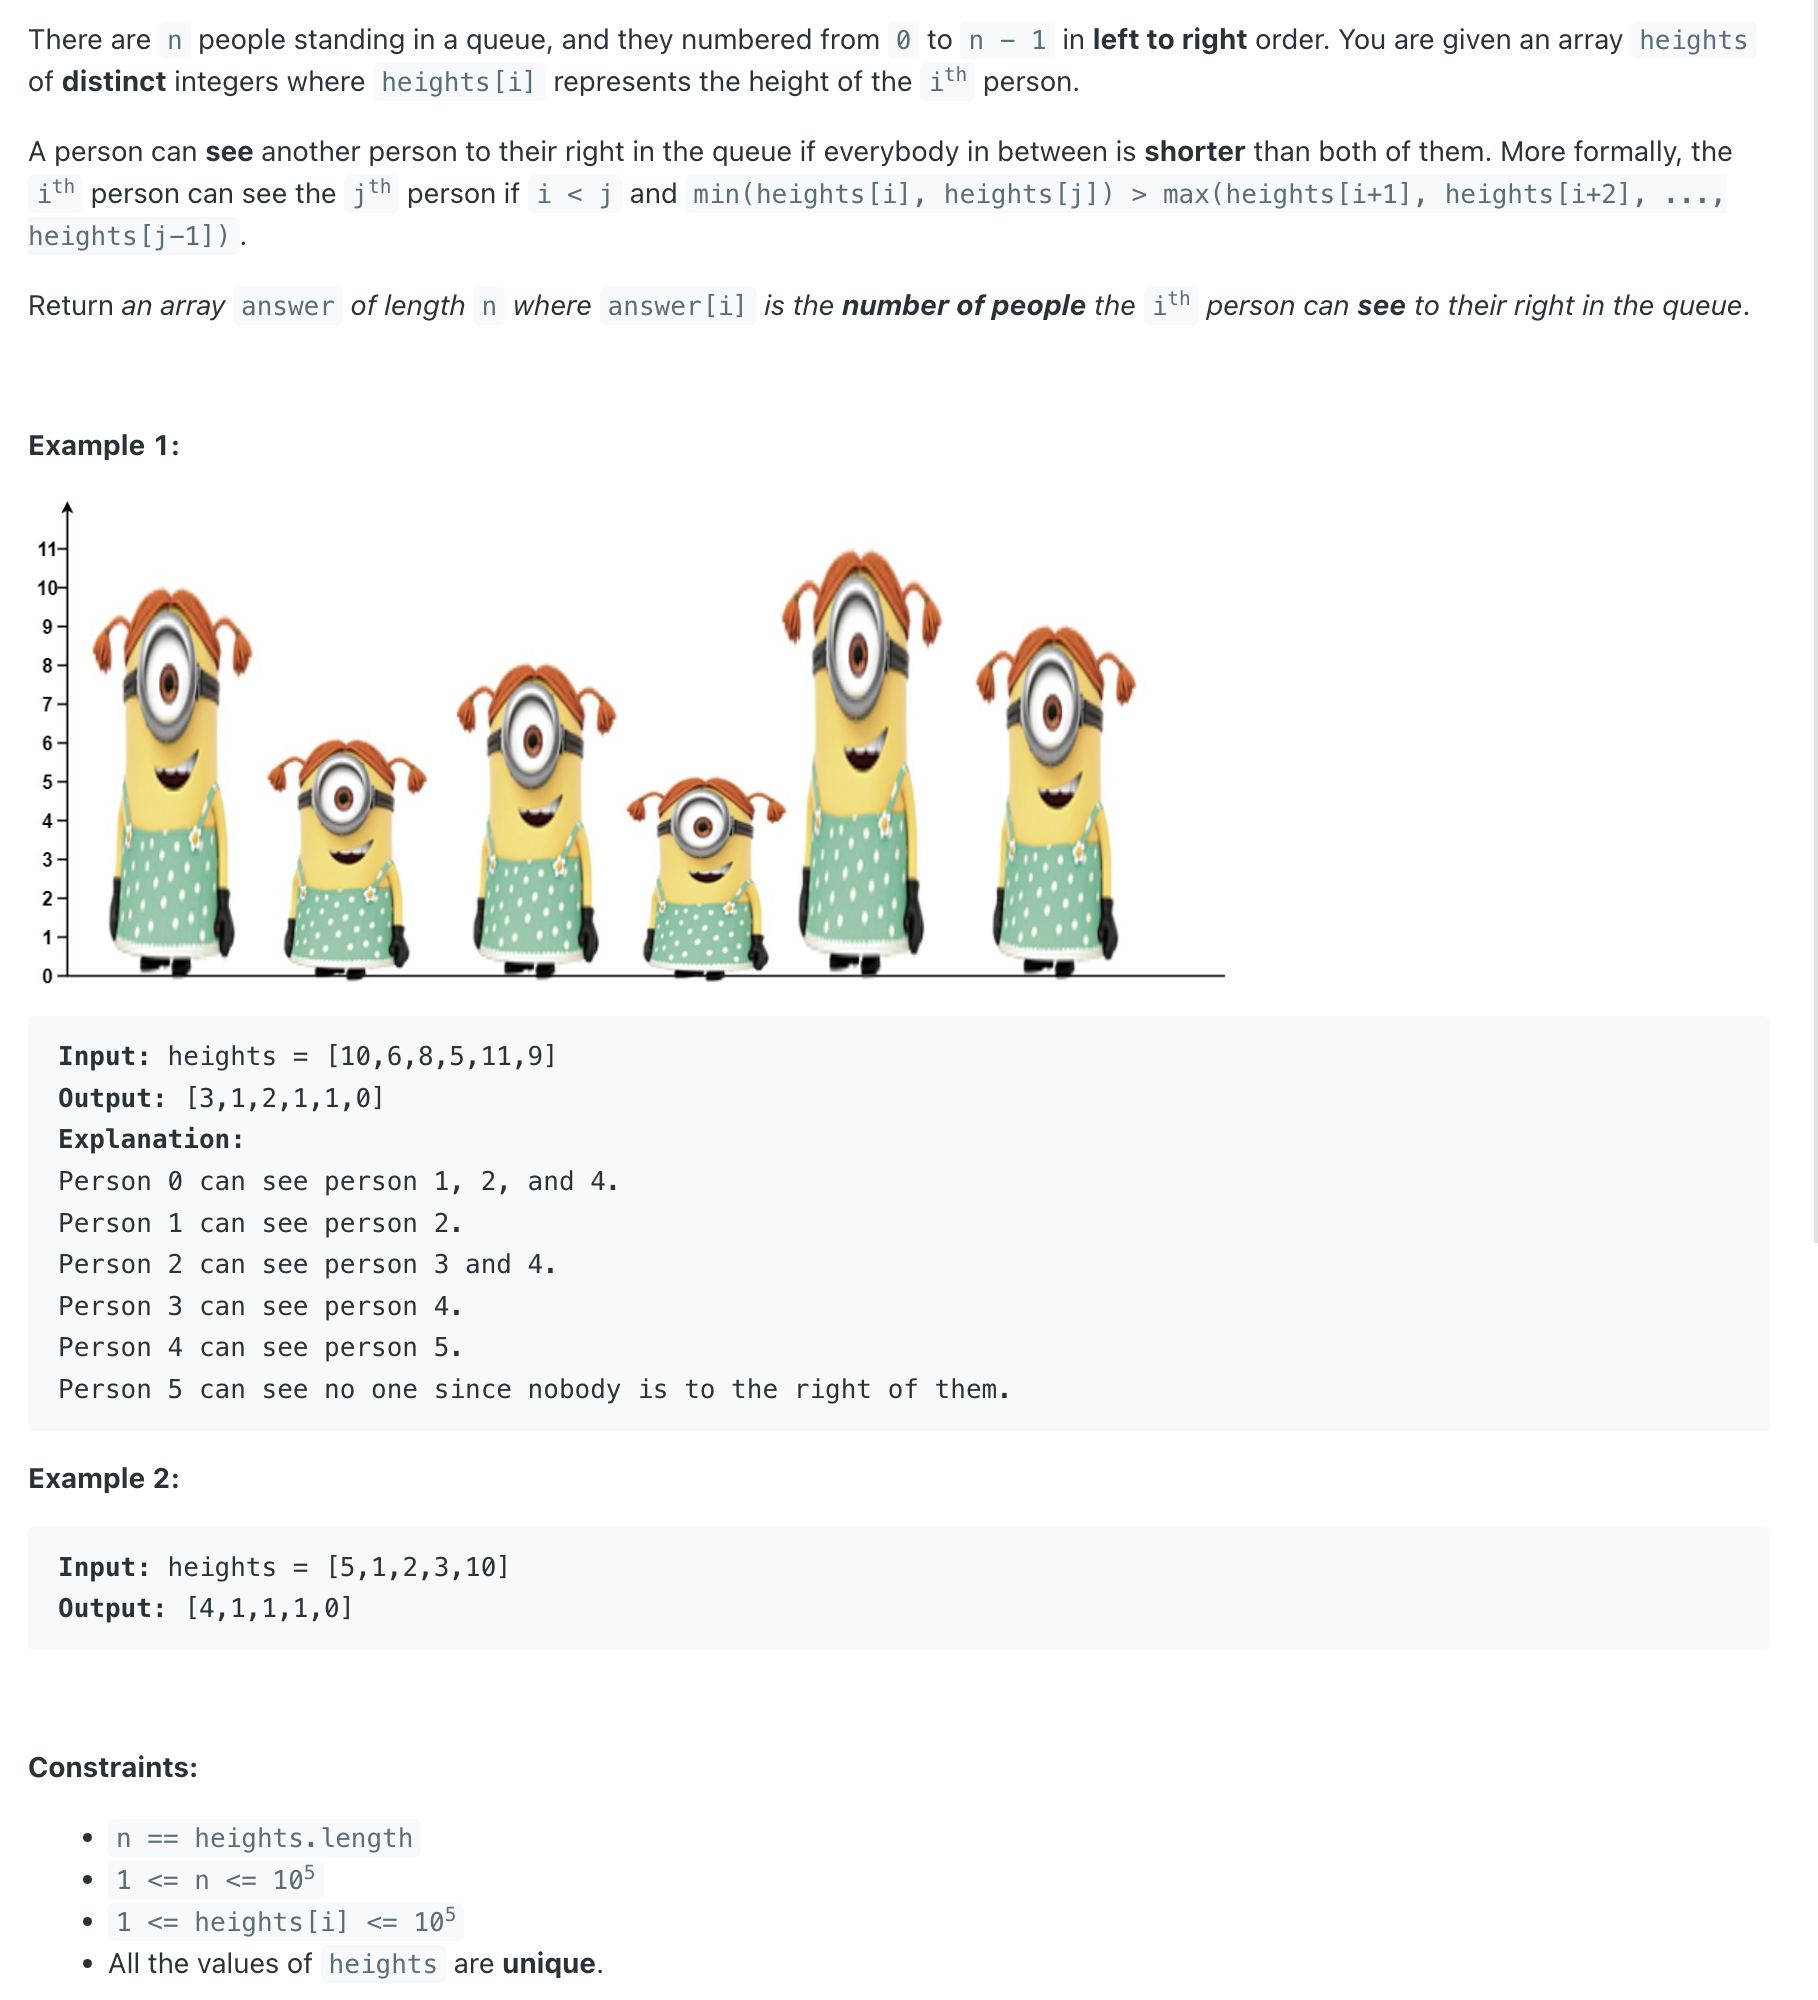 There are n people standing in a queue, and they numbered from 0 to n - 1 in left to right order. You are given an array heights
of distinct integers where heights[i] represents the height of the ith person.
A person can see another person to their right in the queue if everybody in between is shorter than both of them. More formally, the
ith person can see the jth person if i < j and min(heights[i], heights[j]) > max(heights[i+1], heights[i+2], ...,
heights[j-1]).
Return an array answer of length n where answer[i] is the number of people the ith person can see to their right in the queue.
Example 1:
11
10
9
8
7
6
5
4
3
2
1
0
Input: heights = [10,6,8,5,11,9]
Output: [3,1,2,1,1,0]
Explanation:
Person 0 can see person 1, 2, and 4.
Person 1 can see person 2.
Person 2 can see person 3 and 4.
Person 3 can see person 4.
Person 4 can see person 5.
Person 5 can see no one since nobody is to the right of them.
Example 2:
Input: heights = [5,1,2,3,10]
Output: [4,1,1,1,0]
Constraints:
• n == heights.length
• 1 <= n <= 10^5
• 1 <= heights[i] <= 10^5
• All the values of heights are unique.